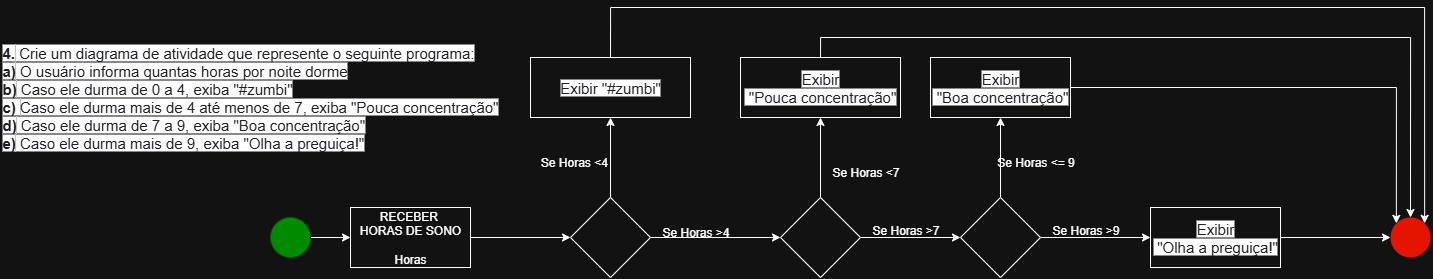 4. Crie um diagrama de atividade que represente o seguinte programa:
a) O usuário informa quantas horas por noite dorme
b) Caso ele durma de 0 a 4, exiba "#zumbi"
c) Caso ele durma mais de 4 até menos de 7, exiba "Pouca concentração"
d) Caso ele durma de 7 a 9, exiba "Boa concentração"
e) Caso ele durma mais de 9, exiba "Olha a preguiça!"
Exibir "#zumbi"
Exibir
"Pouca concentração"
Exibir
"Boa concentração"
Se Horas <4
Se Horas <7
Se Horas <= 9
RECEBER
HORAS DE SONO
Horas
Se Horas >4
Se Horas >7
Se Horas >9
Exibir
"Olha a preguiça!"